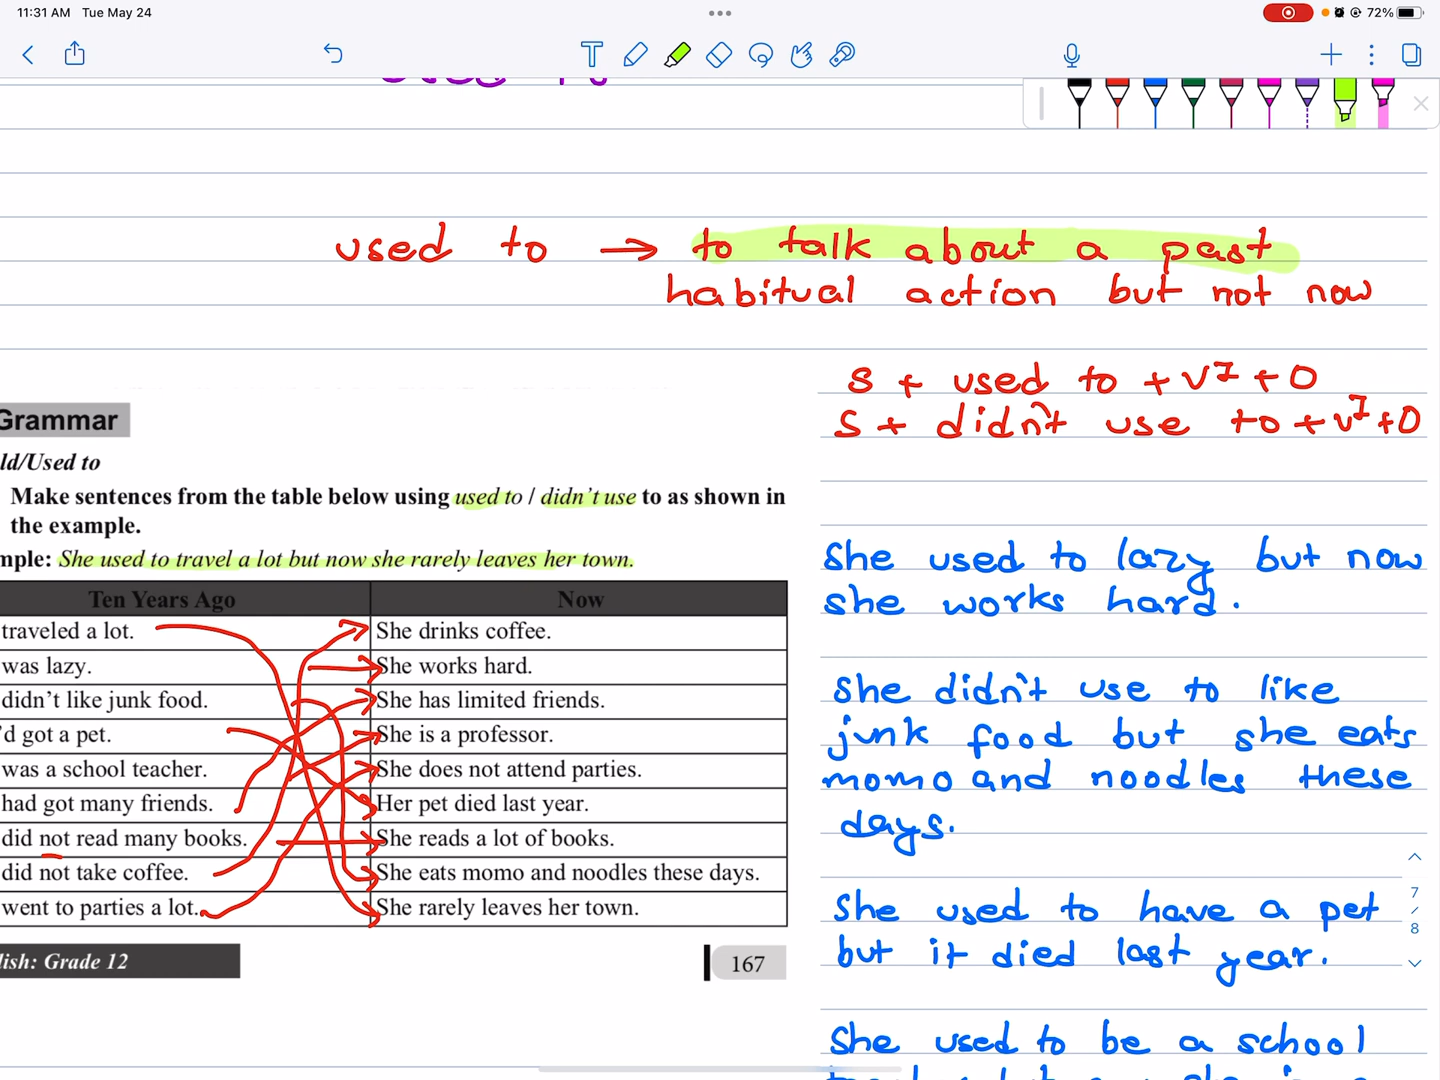 11:31 AM Tue May 24
72%
used to → to talk about a past
habitual action but not now
s + used to + v¹ + o
s + didn't use to + v¹ + o
Grammar
ld/Used to
Make sentences from the table below using used to / didn't use to as shown in
the example.
mple: She used to travel a lot but now she rarely leaves her town.
Ten Years Ago Now
traveled a lot. She drinks coffee.
was lazy. She works hard.
didn't like junk food. She has limited friends.
'd got a pet. She is a professor.
was a school teacher. She does not attend parties.
had got many friends. Her pet died last year.
did not read many books. She reads a lot of books.
did not take coffee. She eats momo and noodles these days.
went to parties a lot. She rarely leaves her town.
lish: Grade 12
167
She used to lazy but now
she works hard.
She didn't use to like
junk food but she eats
momo and noodles these
days.
She used to have a pet
but it died last year.
She used to be a school
7
/
8